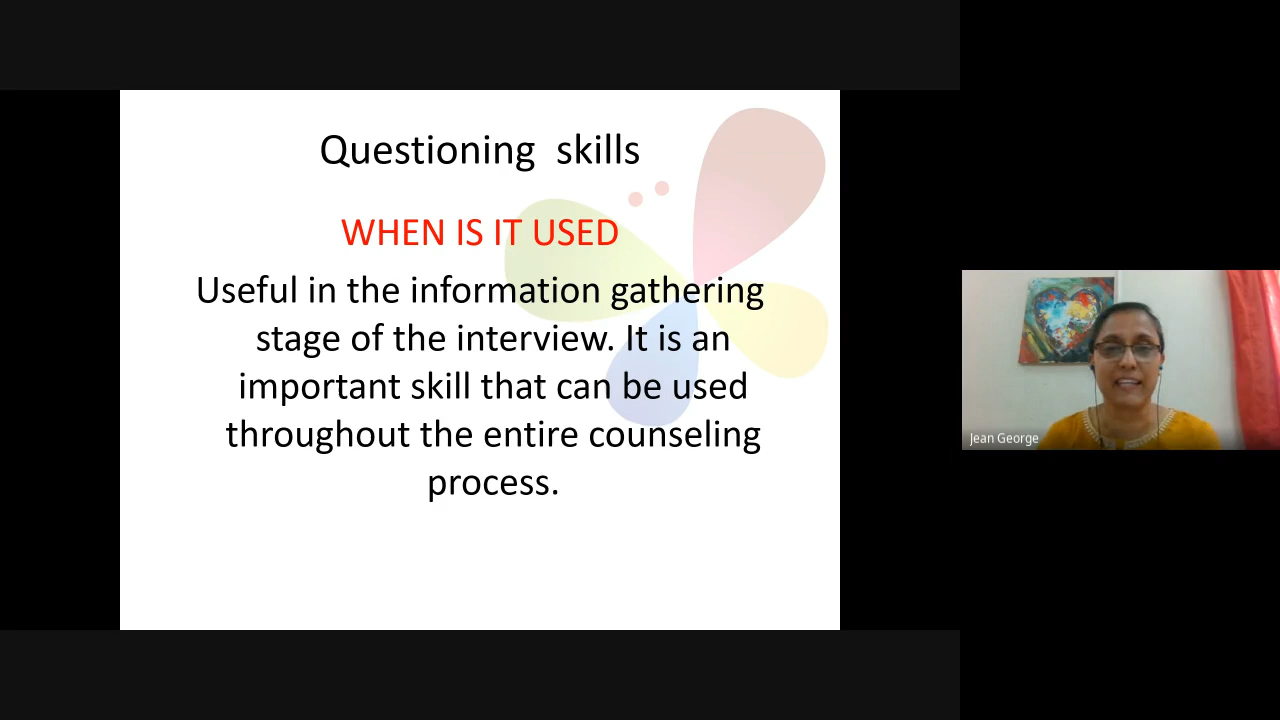 Questioning  skills
WHEN IS IT USED
Useful in the information gathering
stage of the interview. It is an
important skill that can be used
throughout the entire counseling
process.
Jean George